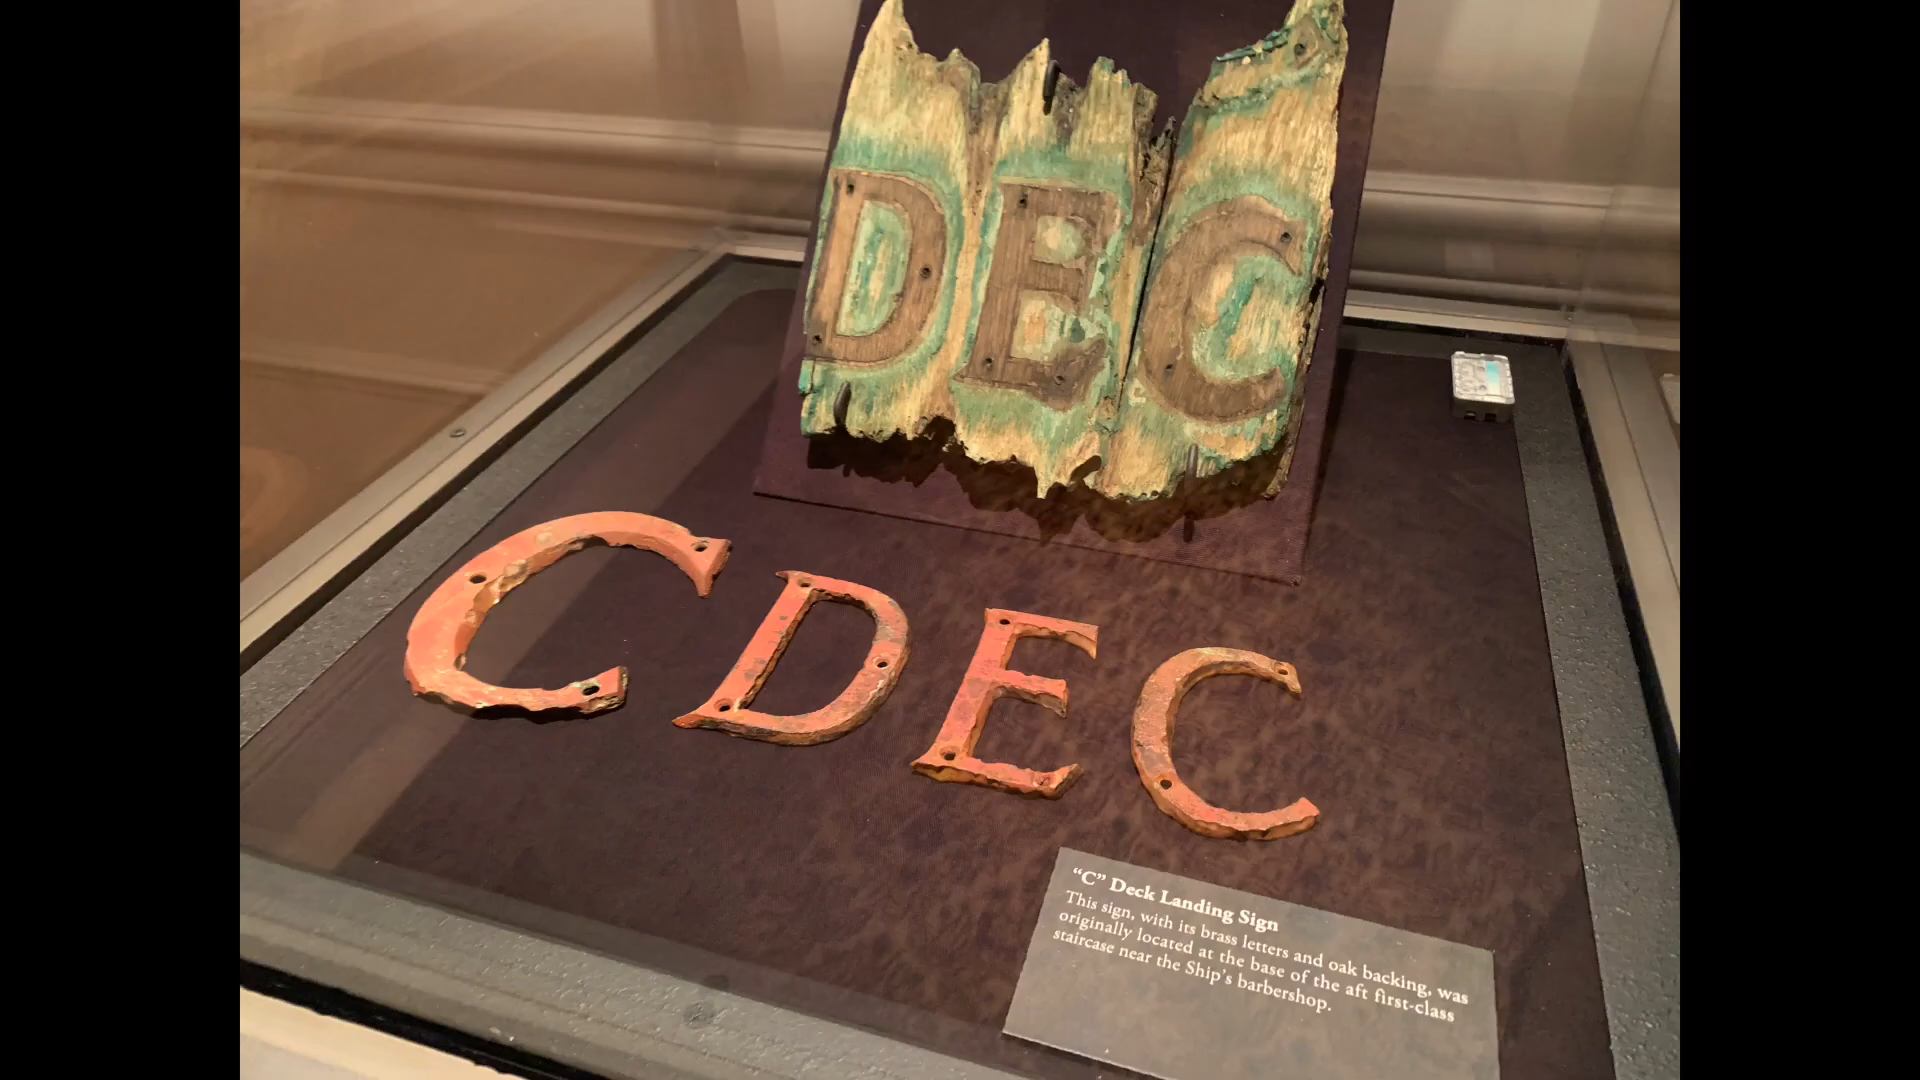 DEC
C DEC
“C” Deck Landing Sign
This sign, with its brass letters and oak backing, was
originally located at the base of the aft first-class
staircase near the Ship's barbershop.